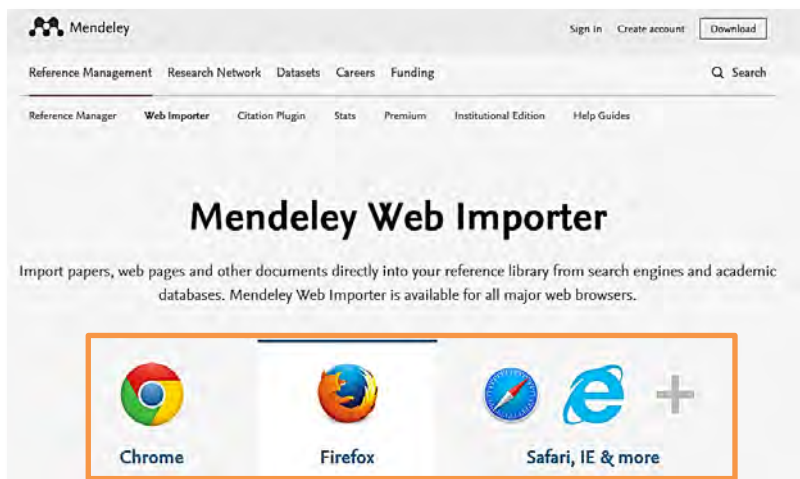 Mendeley
Sign in Create account Download
Reference Management Research Network Datasets Careers Funding Search
Reference Manager Web Importer Citation Plugin Stats Premium Institutional Edition Help Guides
Mendeley Web Importer
Import papers, web pages and other documents directly into your reference library from search engines and academic
databases. Mendeley Web Importer is available for all major web browsers.
Chrome Firefox Safari, IE & more